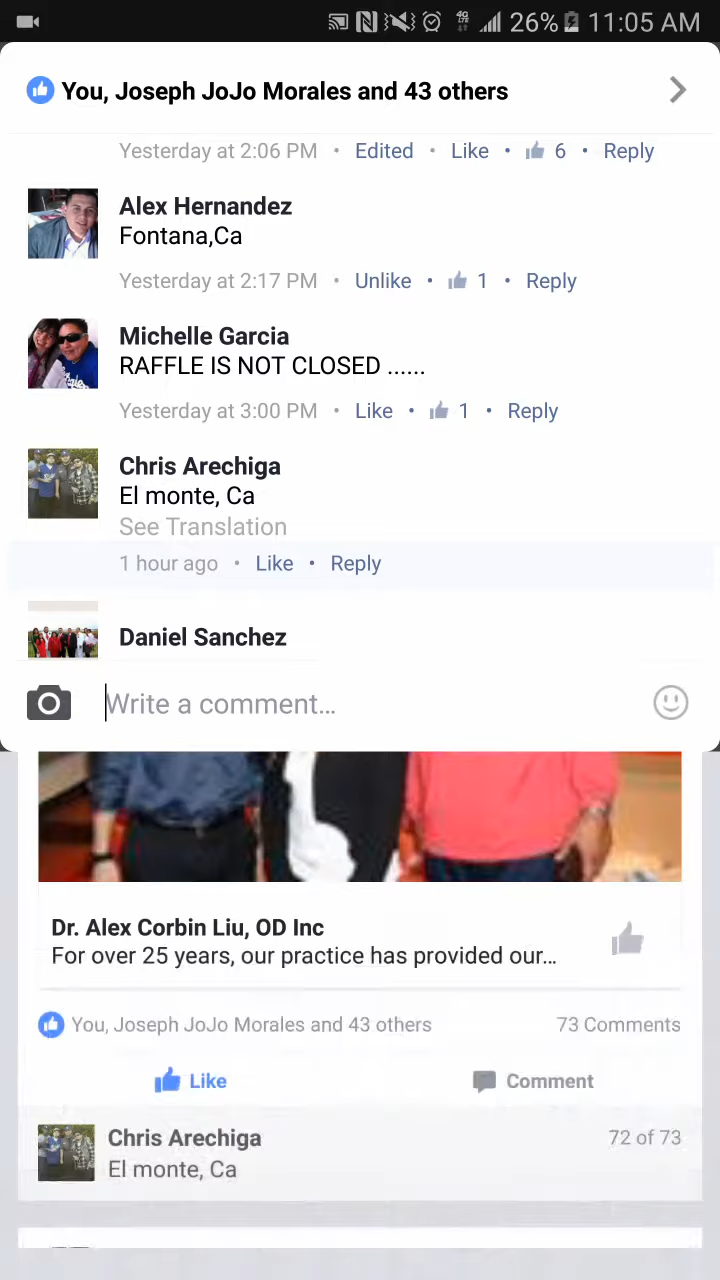 4G LTE 26% 11:05 AM
You, Joseph JoJo Morales and 43 others
Yesterday at 2:06 PM • Edited • Like • 6 • Reply
Alex Hernandez
Fontana,Ca
Yesterday at 2:17 PM • Unlike • 1 • Reply
Michelle Garcia
RAFFLE IS NOT CLOSED ......
Yesterday at 3:00 PM • Like • 1 • Reply
Chris Arechiga
El monte, Ca
See Translation
1 hour ago • Like • Reply
Daniel Sanchez
Write a comment...
Dr. Alex Corbin Liu, OD Inc
For over 25 years, our practice has provided our...
You, Joseph JoJo Morales and 43 others 73 Comments
Like Comment
Chris Arechiga 72 of 73
El monte, Ca